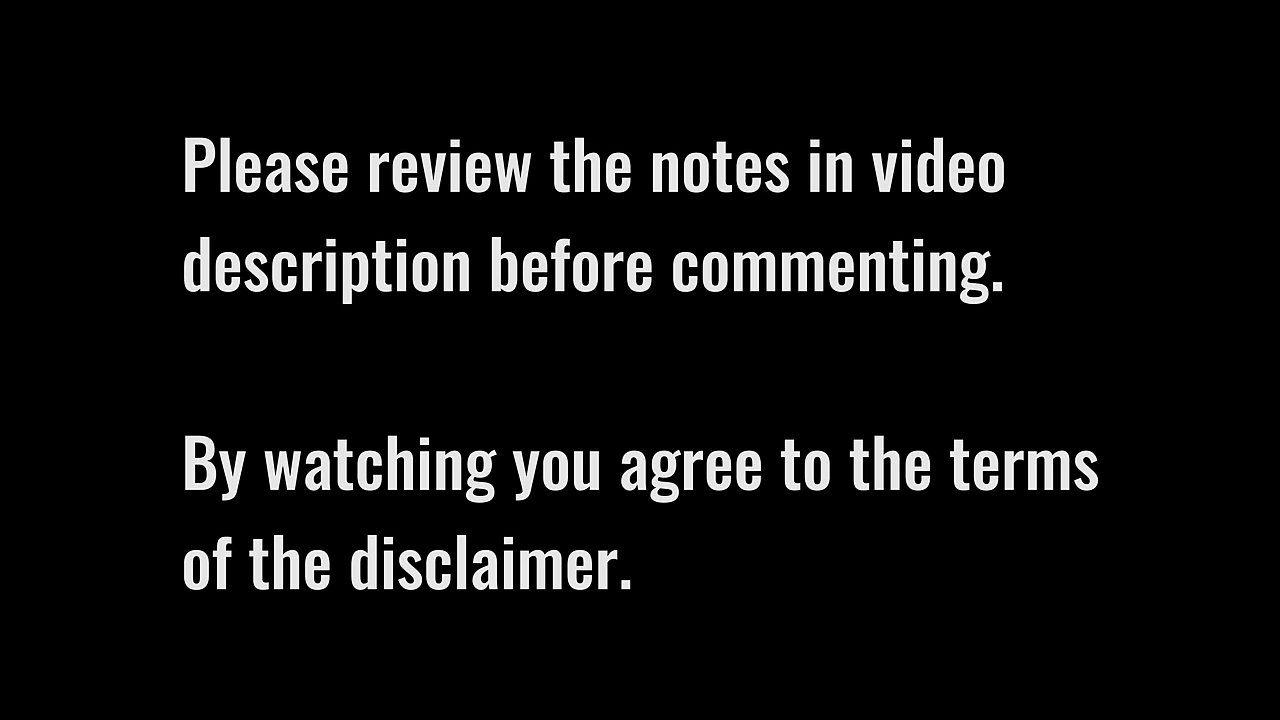 Please review the notes in video
description before commenting.
By watching you agree to the terms
of the disclaimer.